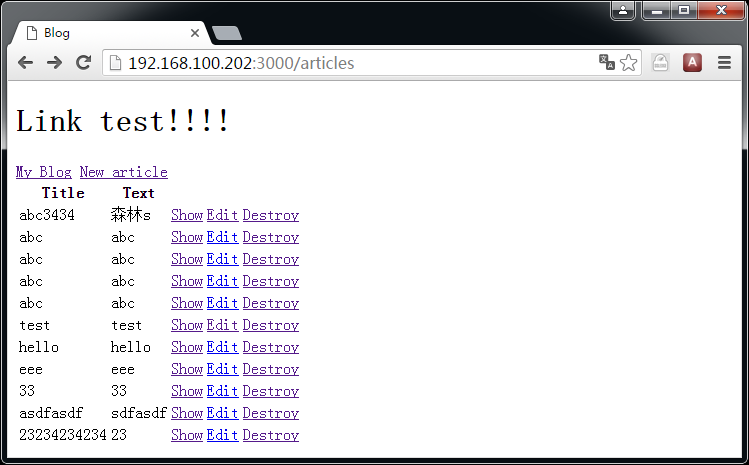 Blog
192.168.100.202:3000/articles
A
Link test!!!!
My Blog New article
Title Text
abc3434 森林s Show Edit Destroy
abc abc Show Edit Destroy
abc abc Show Edit Destroy
abc abc Show Edit Destroy
abc abc Show Edit Destroy
test test Show Edit Destroy
hello hello Show Edit Destroy
eee eee Show Edit Destroy
33 33 Show Edit Destroy
asdfasdf sdfasdf Show Edit Destroy
23234234234 23 Show Edit Destroy